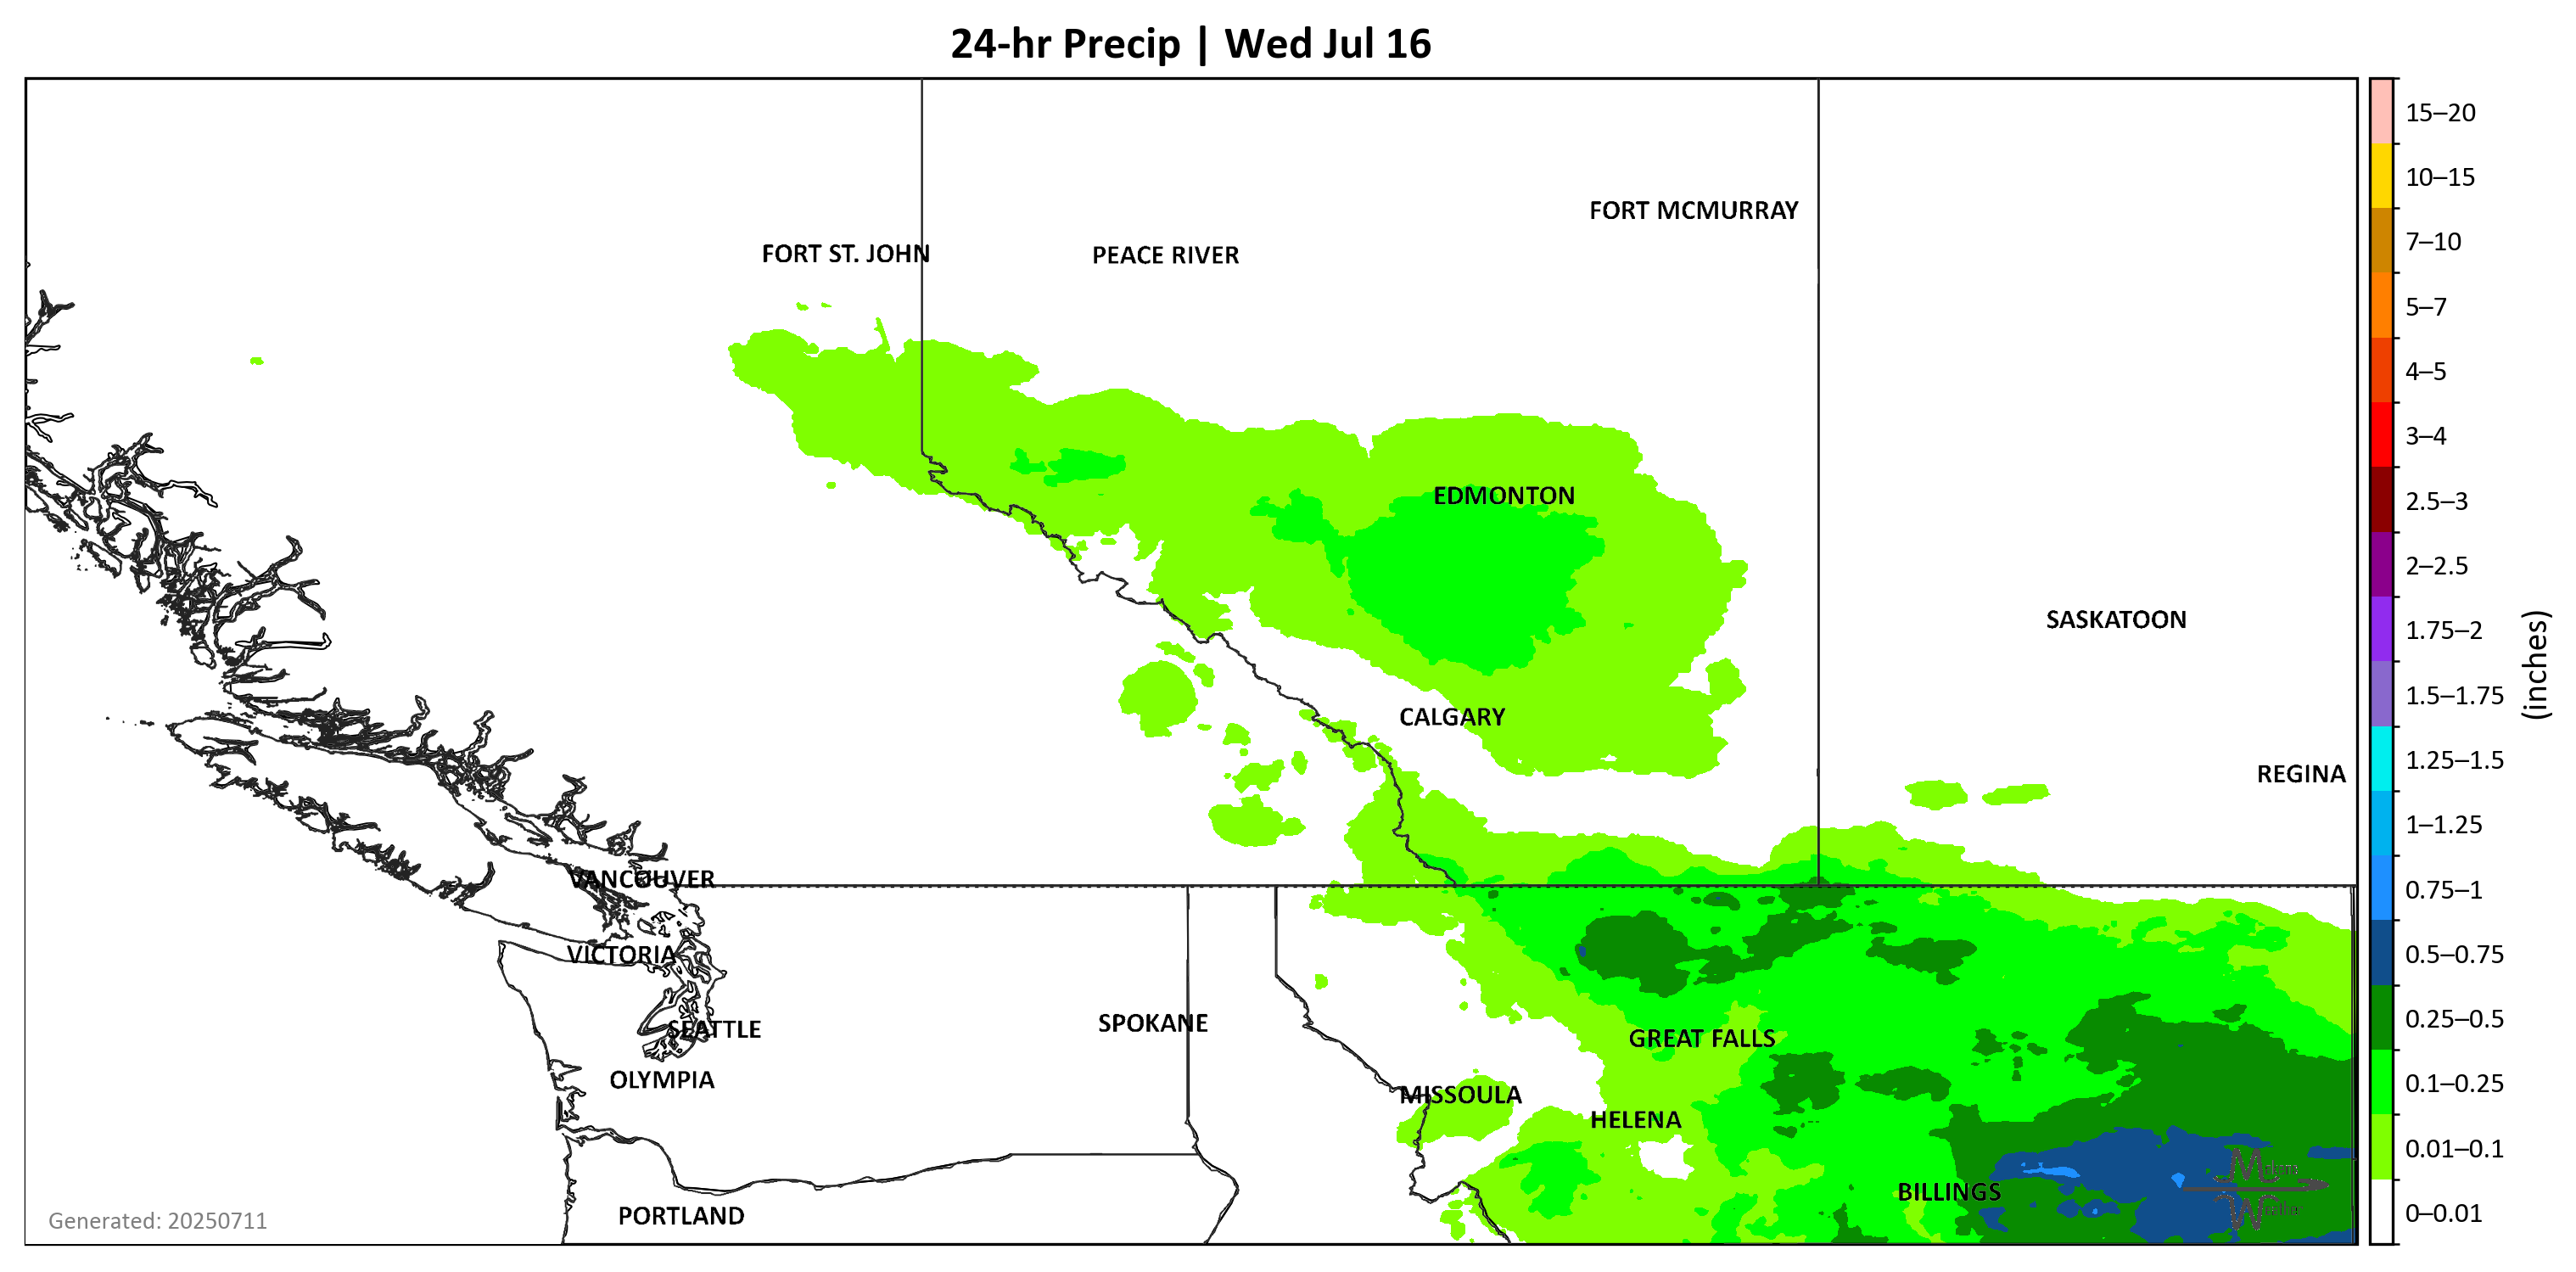 24-hr Precip | Wed Jul 16
FORT MCMURRAY
FORT ST. JOHN
PEACE RIVER
EDMONTON
SASKATOON
CALGARY
REGINA
VANCOUVER
VICTORIA
SPOKANE
SEATTLE
GREAT FALLS
OLYMPIA
MISSOULA
HELENA
BILLINGS
PORTLAND
Generated: 20250711
15–20
10–15
7–10
5–7
4–5
3–4
2.5–3
2–2.5
1.75–2
1.5–1.75
1.25–1.5
1–1.25
0.75–1
0.5–0.75
0.25–0.5
0.1–0.25
0.01–0.1
0–0.01
(inches)